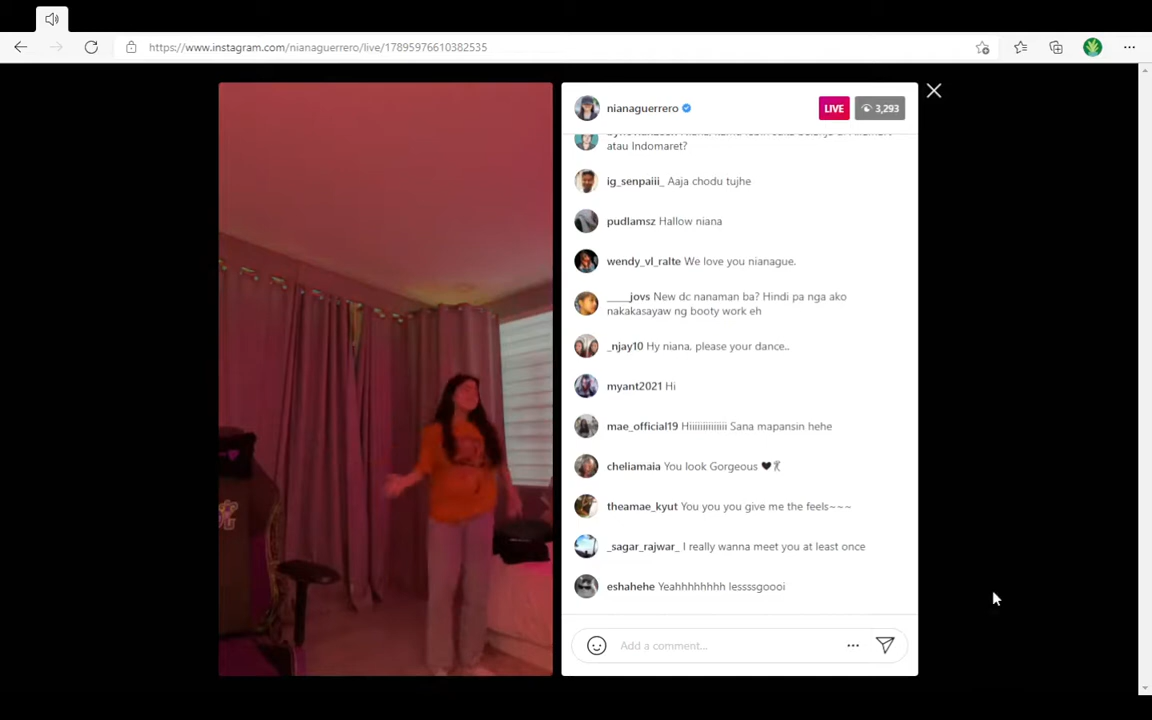 https://www.instagram.com/nianaguerrero/live/17895976610382535
nianaguerrero
LIVE
3,293
atau Indomaret?
ig_senpaiii_ Aaja chodu tujhe
pudlamsz Hallow niana
wendy_vl_ralte We love you nianague.
____jovs New dc nanaman ba? Hindi pa nga ako
nakakasayaw ng booty work eh
_njay10 Hy niana, please your dance..
myant2021 Hi
mae_official19 Hiiiiiiiiiiiiiii Sana mapansin hehe
cheliamaia You look Gorgeous 🖤💃
theamae_kyut You you you give me the feels~~~
_sagar_rajwar_ I really wanna meet you at least once
eshahehe Yeahhhhhhhh lessssgoooi
Add a comment...